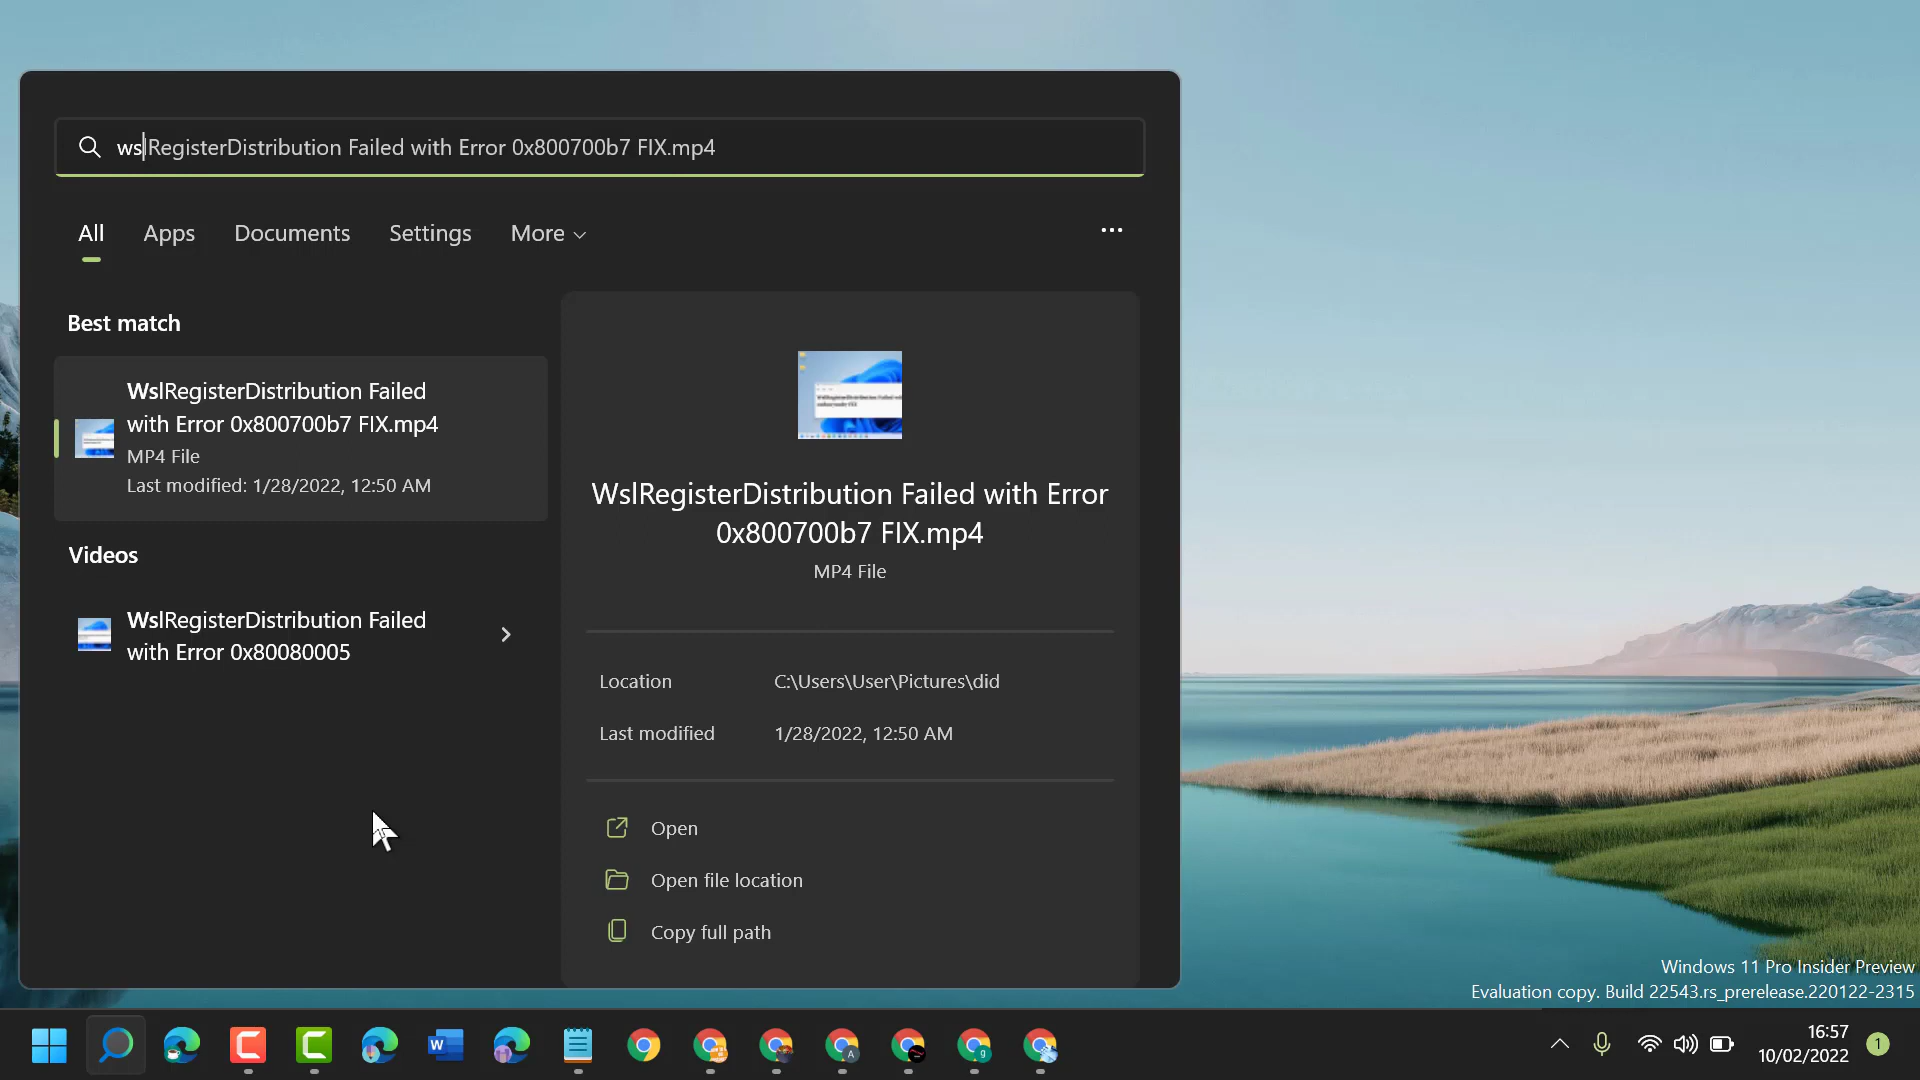 wslRegisterDistribution Failed with Error 0x800700b7 FIX.mp4
All Apps Documents Settings More ...
Best match
WslRegisterDistribution Failed
with Error 0x800700b7 FIX.mp4
MP4 File
Last modified: 1/28/2022, 12:50 AM
Videos
WslRegisterDistribution Failed
with Error 0x80080005
WslRegisterDistribution Failed with Error
0x800700b7 FIX.mp4
MP4 File
Location C:\Users\User\Pictures\did
Last modified 1/28/2022, 12:50 AM
Open
Open file location
Copy full path
Windows 11 Pro Insider Preview
Evaluation copy. Build 22543.rs_prerelease.220122-2315
16:57
10/02/2022
1